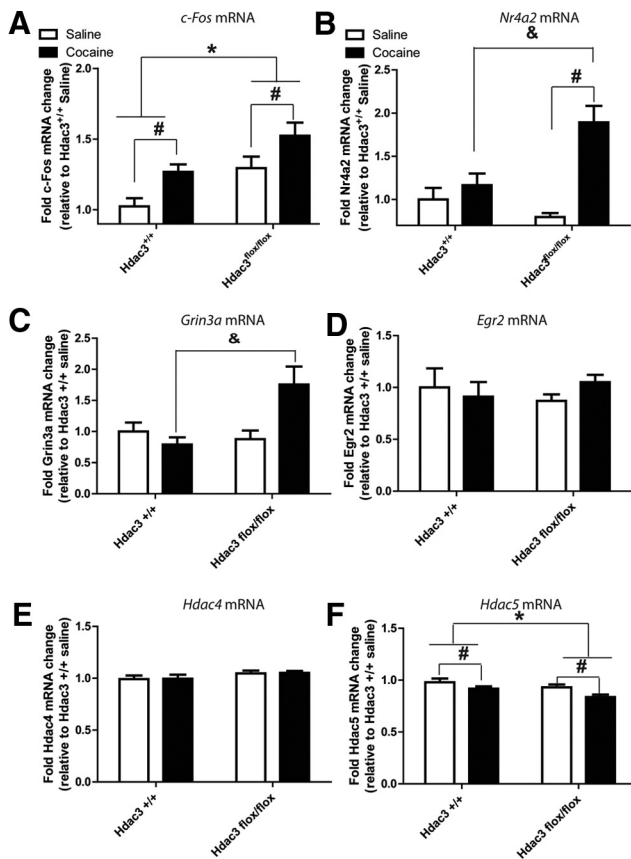 A
c-Fos mRNA
Saline
Cocaine
*
#
#
Fold c-Fos mRNA change
(relative to Hdac3+/+ Saline)
2.0
1.5
1.0
Hdac3+/+
Hdac3flox/flox
B
Nr4a2 mRNA
Saline
Cocaine
&
#
Fold Nr4a2 mRNA change
(relative to Hdac3+/+ Saline)
2.5
2.0
1.5
1.0
Hdac3+/+
Hdac3flox/flox
C
Grin3a mRNA
&
Fold Grin3a mRNA change
(relative to Hdac3 +/+ saline)
2.5
2.0
1.5
1.0
0.5
0.0
Hdac3 +/+
Hdac3 flox/flox
D
Egr2 mRNA
Fold Egr2 mRNA change
(relative to Hdac3 +/+ saline)
1.5
1.0
0.5
0.0
Hdac3 +/+
Hdac3 flox/flox
E
Hdac4 mRNA
Fold Hdac4 mRNA change
(relative to Hdac3 +/+ saline)
1.5
1.0
0.5
0.0
Hdac3 +/+
Hdac3 flox/flox
F
Hdac5 mRNA
*
#
#
Fold Hdac5 mRNA change
(relative to Hdac3 +/+ saline)
1.5
1.0
0.5
0.0
Hdac3 +/+
Hdac3 flox/flox